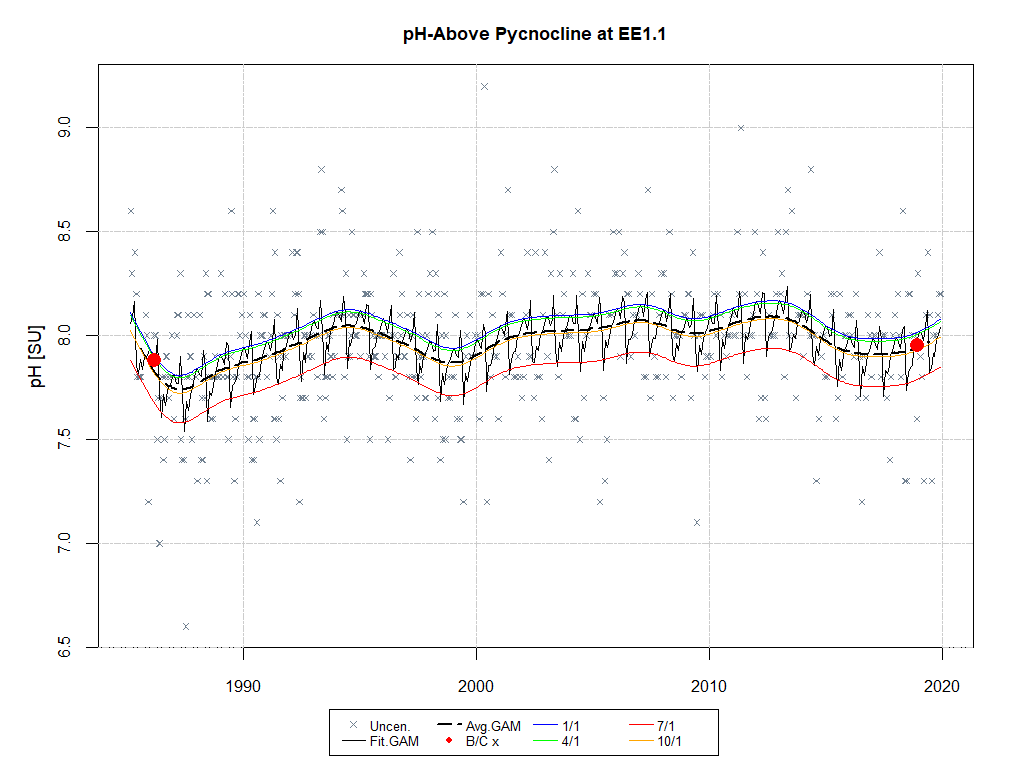 pH-Above Pycnocline at EE1.1
pH [SU]
9.0
8.5
8.0
7.5
7.0
6.5
1990 2000 2010 2020
Uncen. Avg.GAM 1/1 7/1
Fit.GAM B/C x 4/1 10/1